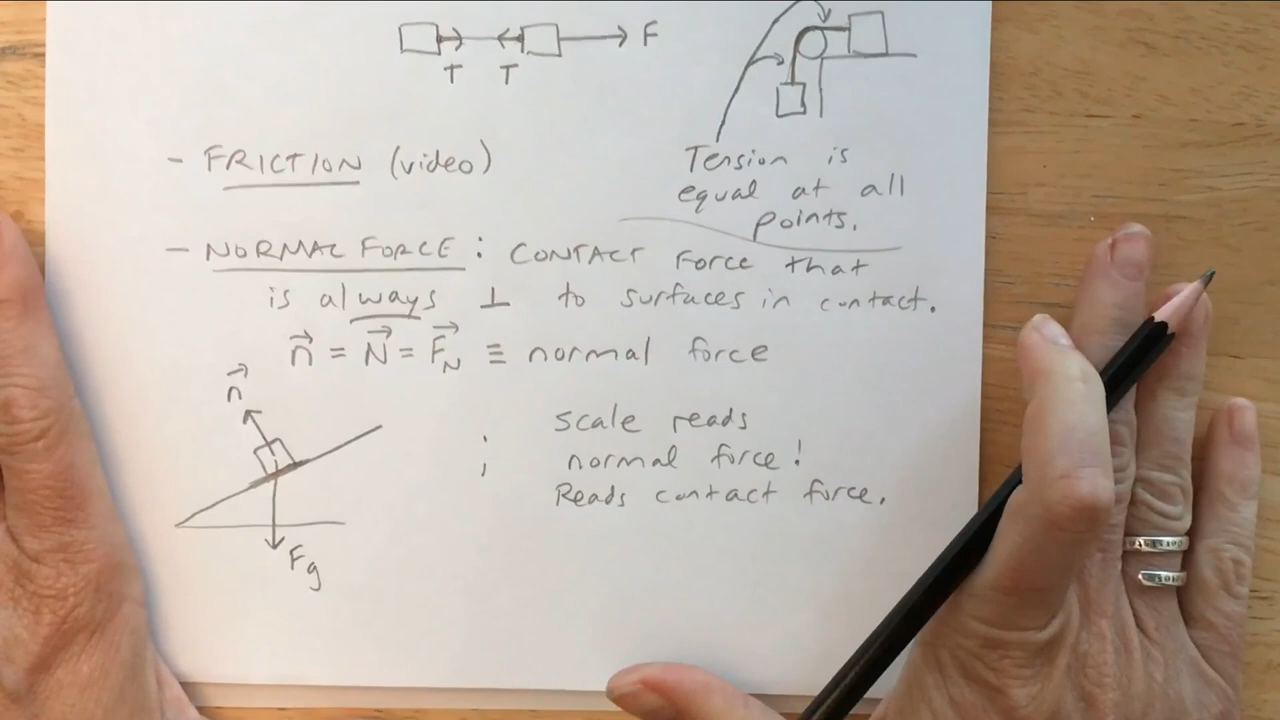 F
T T
Tension is
equal at all
points.
- FRICTION (video)
- NORMAL FORCE : CONTACT Force that
is always ⊥ to surfaces in contact.
n⃗ = N⃗ = F⃗_N ≡ normal force
n⃗
Fg
scale reads
normal force!
Reads contact force.